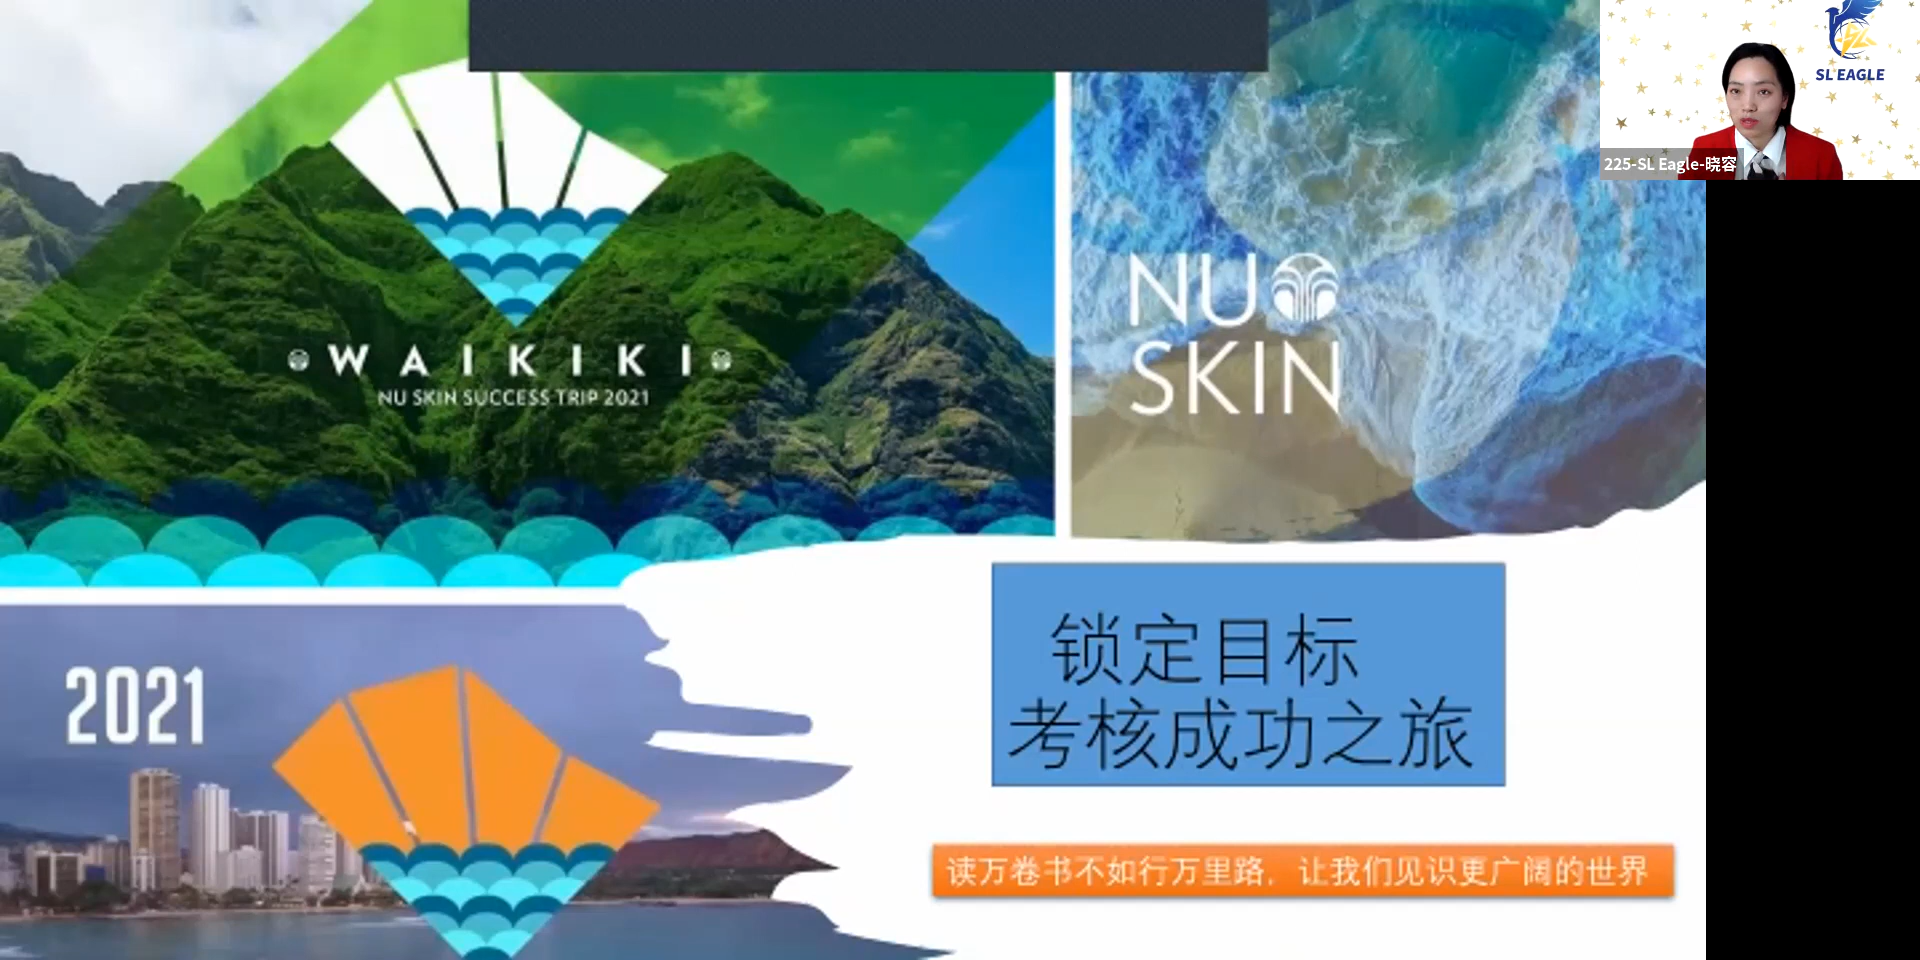 SL EAGLE
225-SL Eagle-晓容
WAIKIKI
NU SKIN SUCCESS TRIP 2021
NU
SKIN
2021
锁定目标
考核成功之旅
读万卷书不如行万里路，让我们见识更广阔的世界